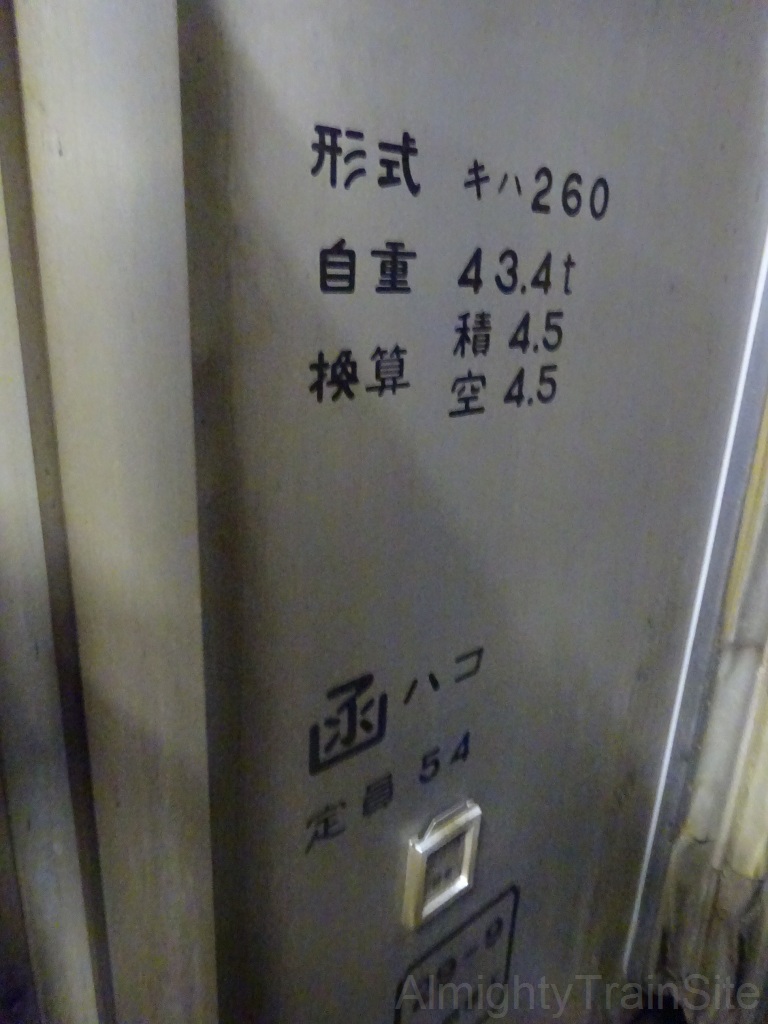 形式 キハ260
自重 43.4t
換算 積 4.5
空 4.5
函ハコ
定員 54
AlmightyTrainSite